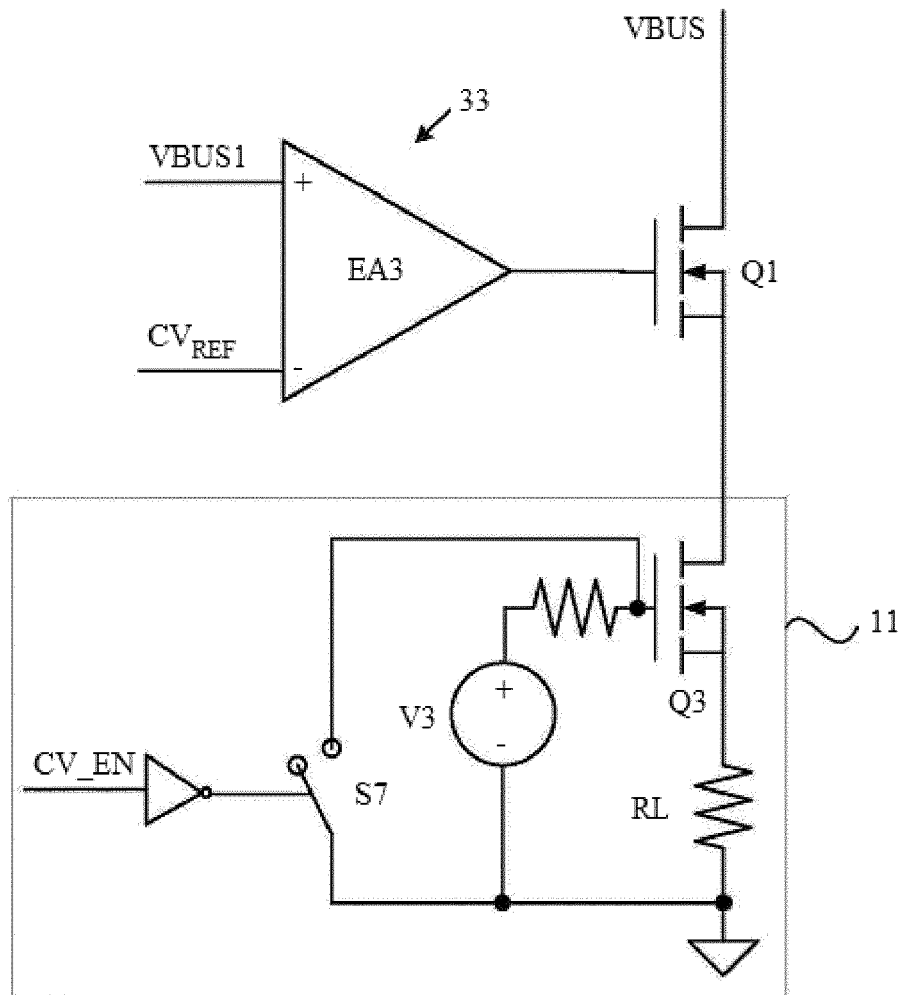 VBUS
33
VBUS1
+
EA3
Q1
CV_REF
-
11
+
V3
-
Q3
CV_EN
S7
RL